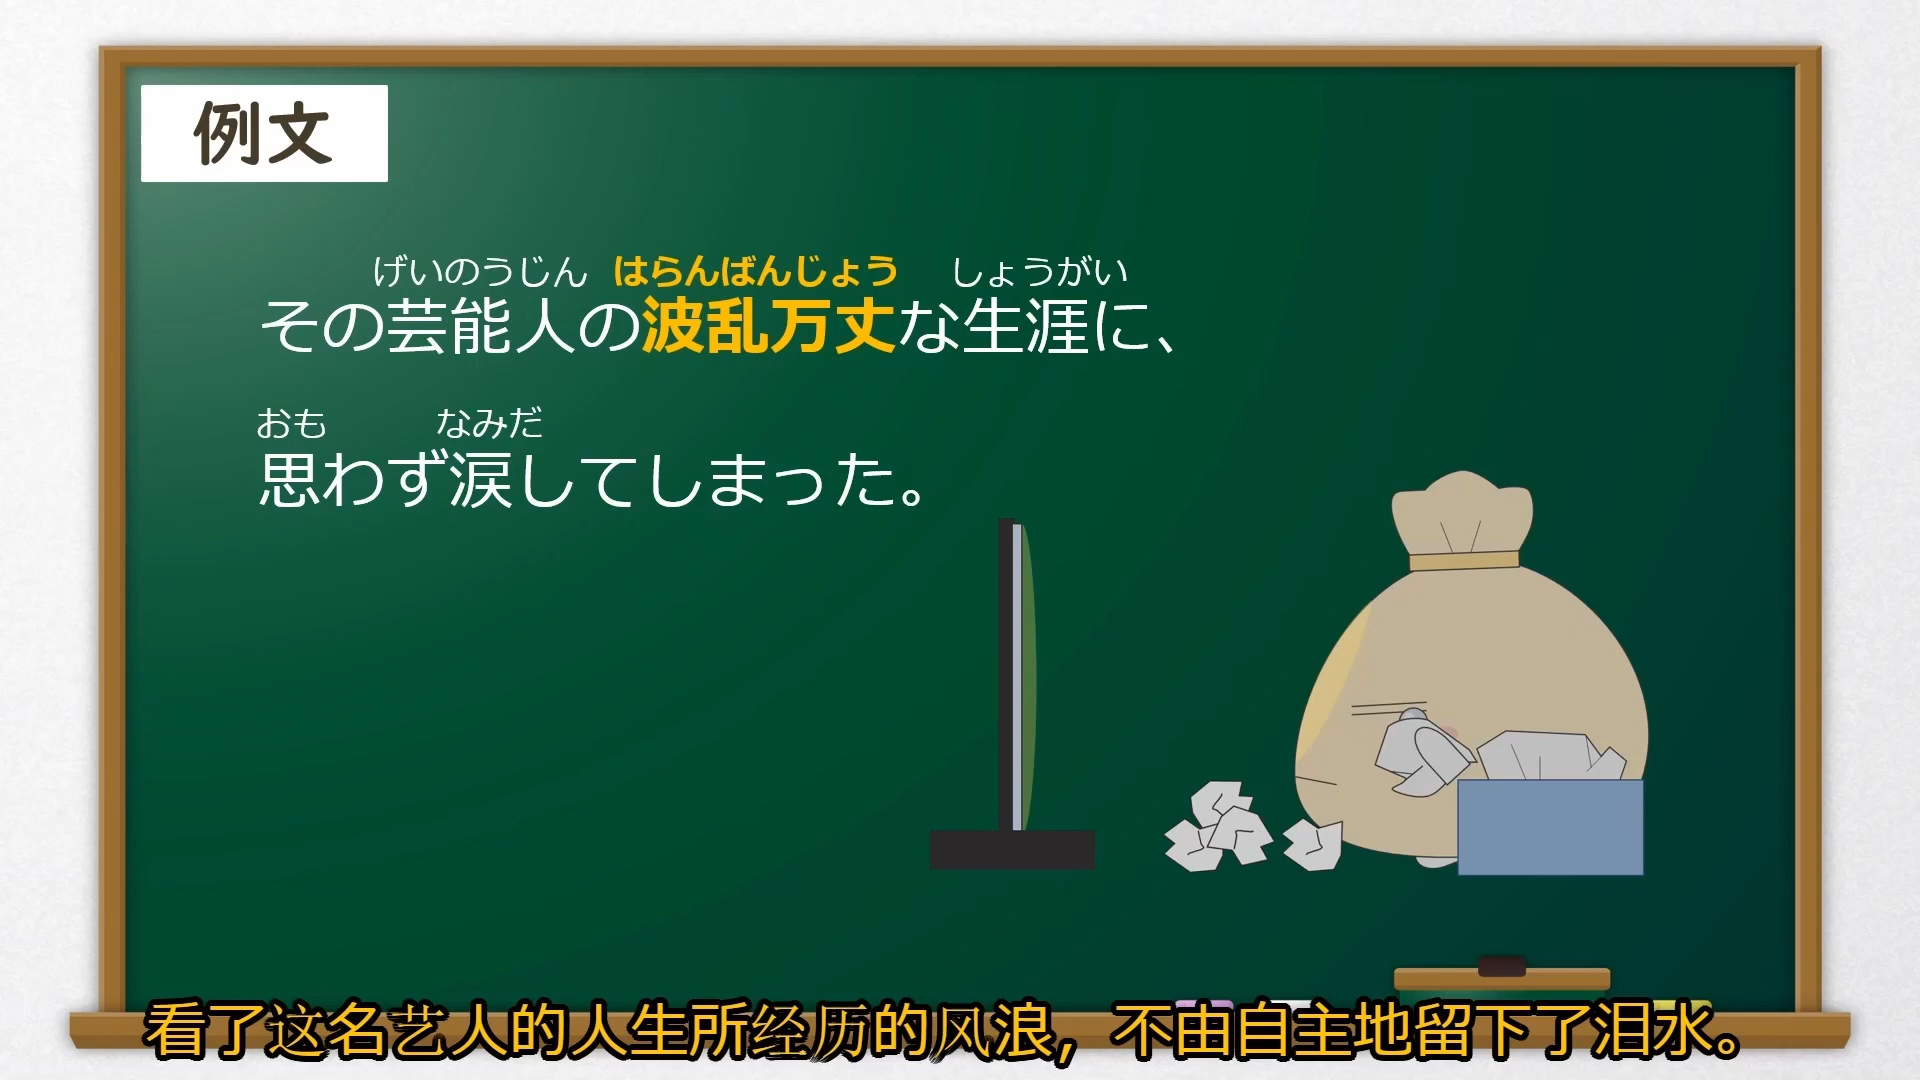 例文
げいのうじん はらんばんじょう しょうがい
その芸能人の波乱万丈な生涯に、
おも なみだ
思わず涙してしまった。
看了这名艺人的人生所经历的风浪，不由自主地留下了泪水。